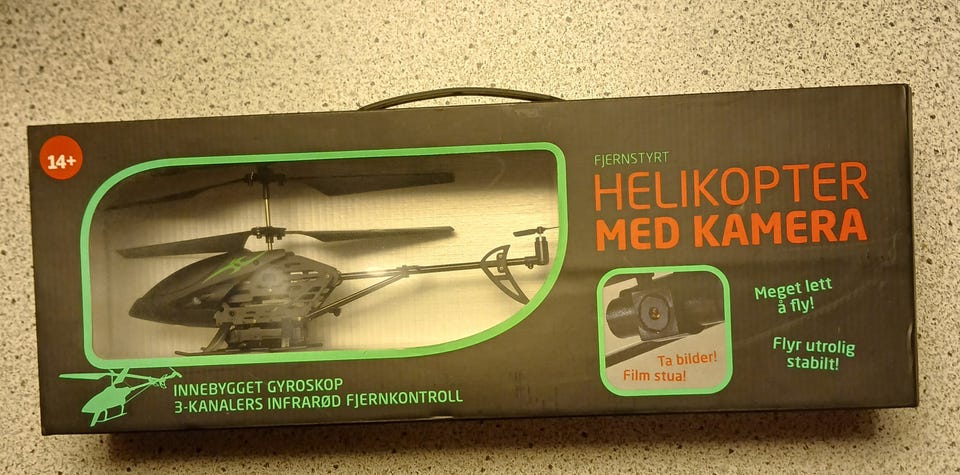 14+
FJERNSTYRT
HELIKOPTER
MED KAMERA
Meget lett
å fly!
Flyr utrolig
stabilt!
Ta bilder!
Film stua!
INNEBYGGET GYROSKOP
3-KANALERS INFRARØD FJERNKONTROLL